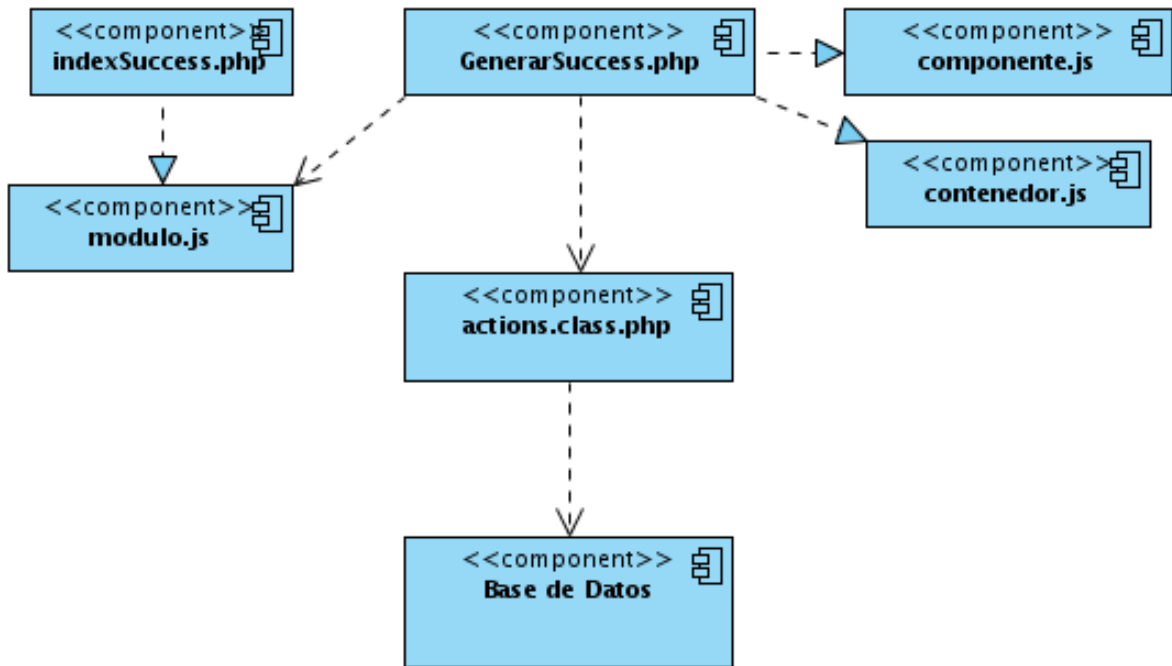 <<component>>
indexSuccess.php
<<component>>
GenerarSuccess.php
<<component>>
componente.js
<<component>>
modulo.js
<<component>>
contenedor.js
<<component>>
actions.class.php
<<component>>
Base de Datos